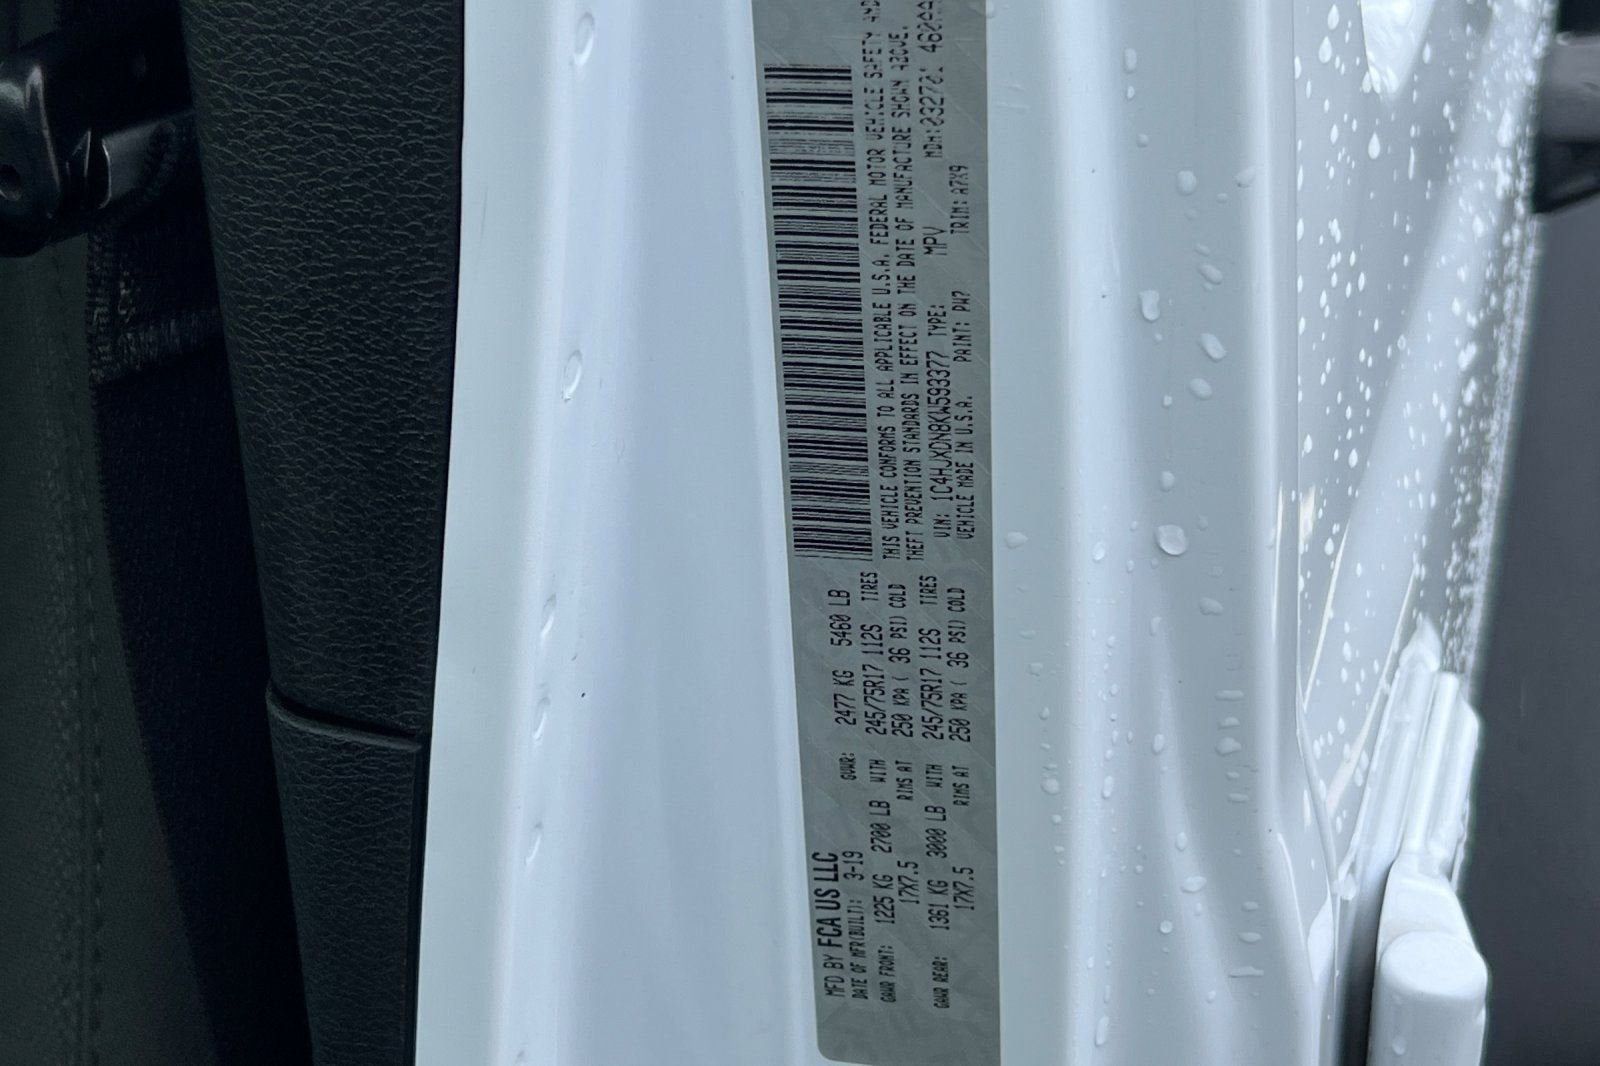 MFD BY FCA US LLC
DATE OF MFR(BUILT): 3-19 GVWR: 2477 KG 5460 LB
GAWR FRONT: 1225 KG 2700 LB WITH 245/75R17 112S TIRES
17X7.5 RIMS AT 250 KPA ( 36 PSI) COLD
GAWR REAR: 1361 KG 3000 LB WITH 245/75R17 112S TIRES
17X7.5 RIMS AT 250 KPA ( 36 PSI) COLD
THIS VEHICLE CONFORMS TO ALL APPLICABLE U.S.A. FEDERAL MOTOR VEHICLE SAFETY AND
THEFT PREVENTION STANDARDS IN EFFECT ON THE DATE OF MANUFACTURE SHOWN ABOVE.
VIN: 1C4HJXDN8KW593377 TYPE: MPV MDH:032701
VEHICLE MADE IN U.S.A. PAINT: PW7 TRIM: A7X9